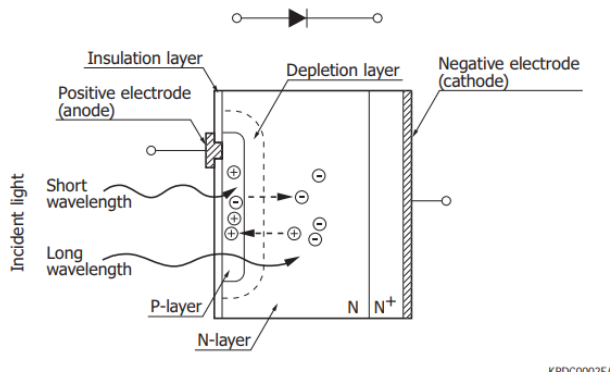 Insulation layer
Depletion layer
Negative electrode
(cathode)
Positive electrode
(anode)
Incident light
Short
wavelength
Long
wavelength
P-layer
N-layer
N
N+
+
-
+
+
-
-
+
-
-